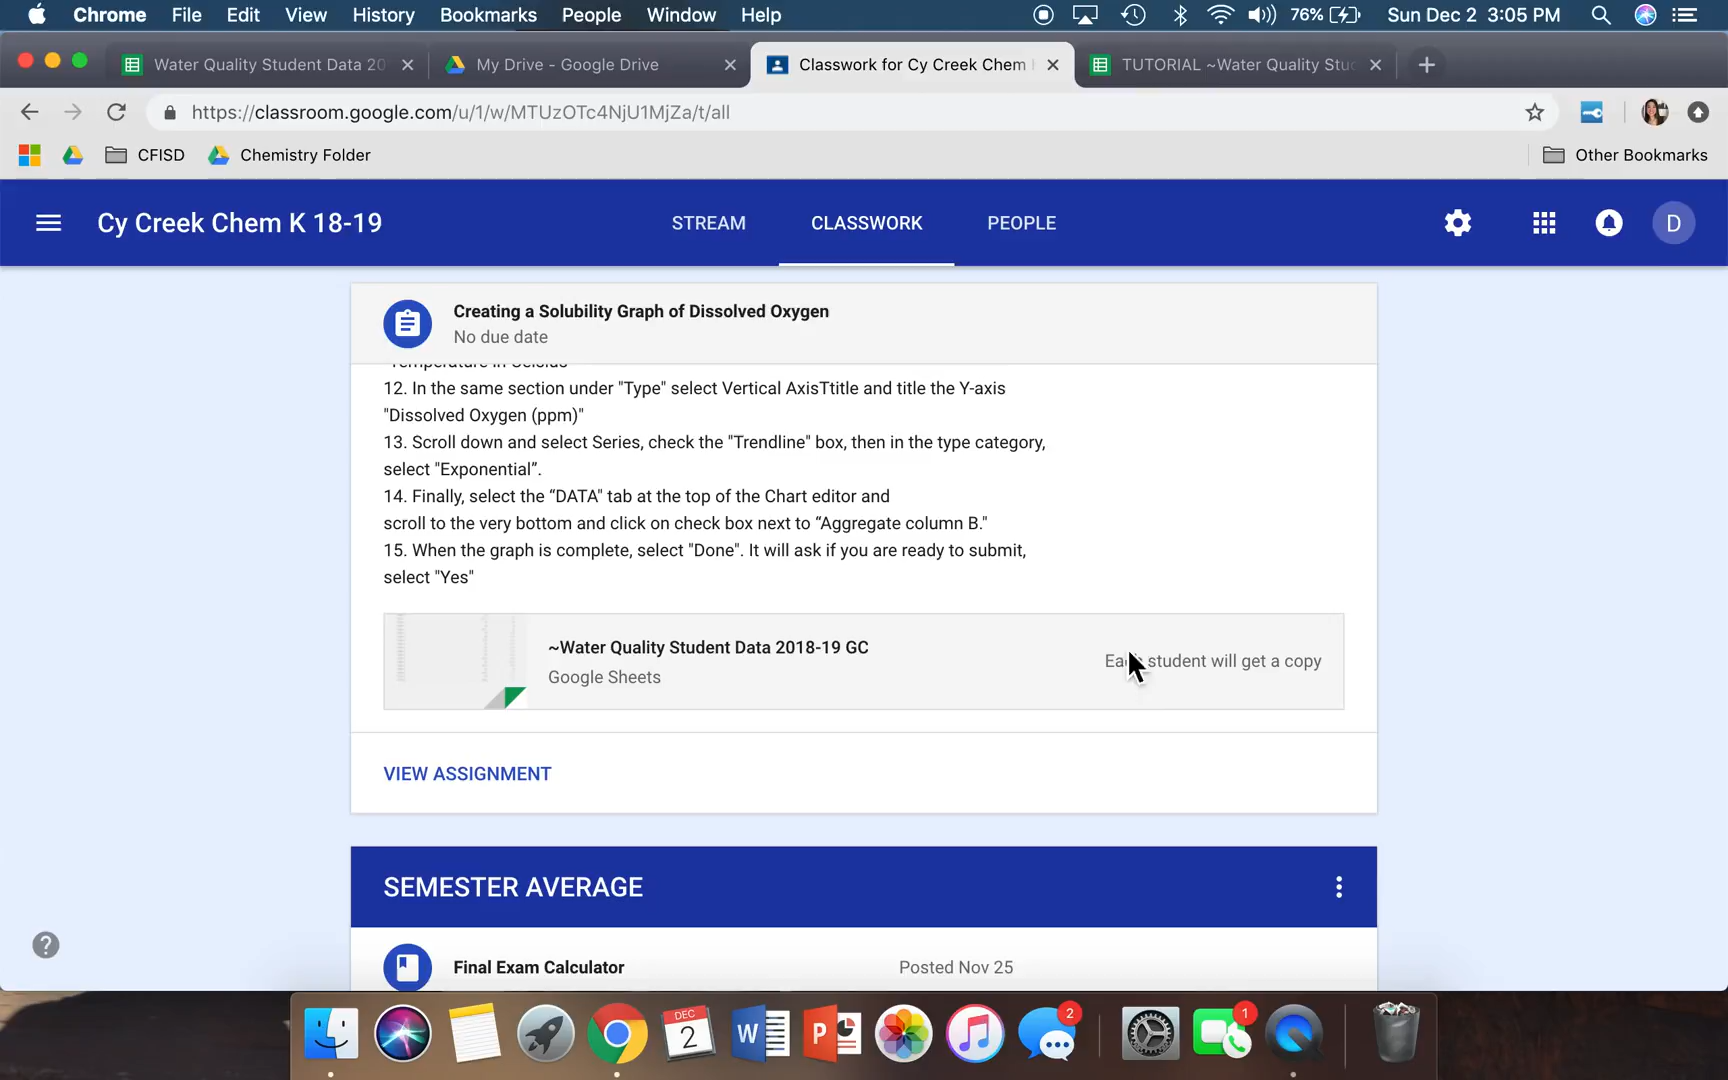 Chrome File Edit View History Bookmarks People Window Help 76% Sun Dec 2 3:05 PM
Water Quality Student Data 20 My Drive - Google Drive Classwork for Cy Creek Chem TUTORIAL ~Water Quality Stu
https://classroom.google.com/u/1/w/MTUzOTc4NjU1MjZa/t/all
CFISD Chemistry Folder Other Bookmarks
Cy Creek Chem K 18-19 STREAM CLASSWORK PEOPLE D
Creating a Solubility Graph of Dissolved Oxygen
No due date
"Temperature in Celsius"
12. In the same section under "Type" select Vertical AxisTtitle and title the Y-axis
"Dissolved Oxygen (ppm)"
13. Scroll down and select Series, check the "Trendline" box, then in the type category,
select "Exponential”.
14. Finally, select the “DATA" tab at the top of the Chart editor and
scroll to the very bottom and click on check box next to “Aggregate column B."
15. When the graph is complete, select "Done". It will ask if you are ready to submit,
select "Yes"
~Water Quality Student Data 2018-19 GC
Google Sheets
Each student will get a copy
VIEW ASSIGNMENT
SEMESTER AVERAGE
Final Exam Calculator Posted Nov 25
?
DEC
2
W
P
2
1